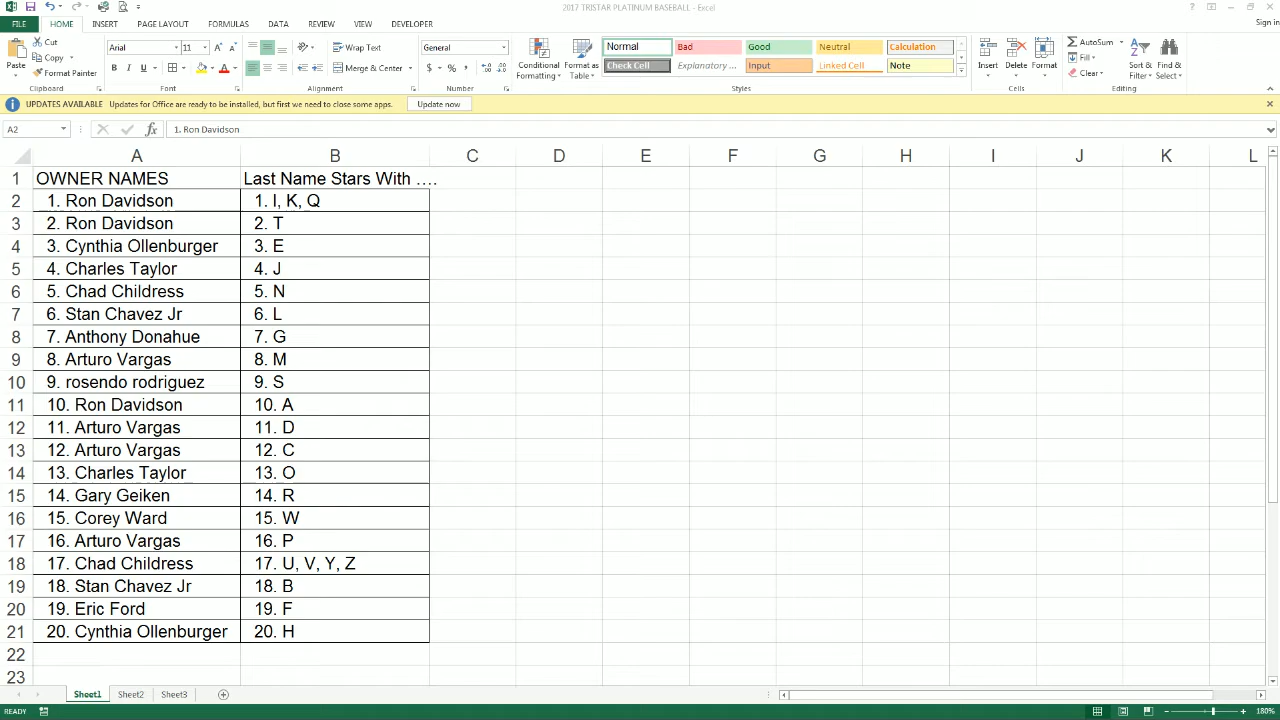 2017 TRISTAR PLATINUM BASEBALL - Excel
Sign in
FILE HOME INSERT PAGE LAYOUT FORMULAS DATA REVIEW VIEW DEVELOPER
Cut
Copy
Format Painter
Paste
Clipboard
Arial 11
B I U
Font
Wrap Text
Merge & Center
Alignment
General
$ % ,
Number
Conditional Formatting
Format as Table
Normal Bad Good Neutral Calculation
Check Cell Explanatory ... Input Linked Cell Note
Styles
Insert Delete Format
Cells
AutoSum
Fill
Clear
Sort & Filter
Find & Select
Editing
UPDATES AVAILABLE Updates for Office are ready to be installed, but first we need to close some apps. Update now
A2 fx 1. Ron Davidson
A B C D E F G H I J K L
1 OWNER NAMES Last Name Stars With ....
2 1. Ron Davidson 1. I, K, Q
3 2. Ron Davidson 2. T
4 3. Cynthia Ollenburger 3. E
5 4. Charles Taylor 4. J
6 5. Chad Childress 5. N
7 6. Stan Chavez Jr 6. L
8 7. Anthony Donahue 7. G
9 8. Arturo Vargas 8. M
10 9. rosendo rodriguez 9. S
11 10. Ron Davidson 10. A
12 11. Arturo Vargas 11. D
13 12. Arturo Vargas 12. C
14 13. Charles Taylor 13. O
15 14. Gary Geiken 14. R
16 15. Corey Ward 15. W
17 16. Arturo Vargas 16. P
18 17. Chad Childress 17. U, V, Y, Z
19 18. Stan Chavez Jr 18. B
20 19. Eric Ford 19. F
21 20. Cynthia Ollenburger 20. H
22
23
Sheet1 Sheet2 Sheet3
READY 180%